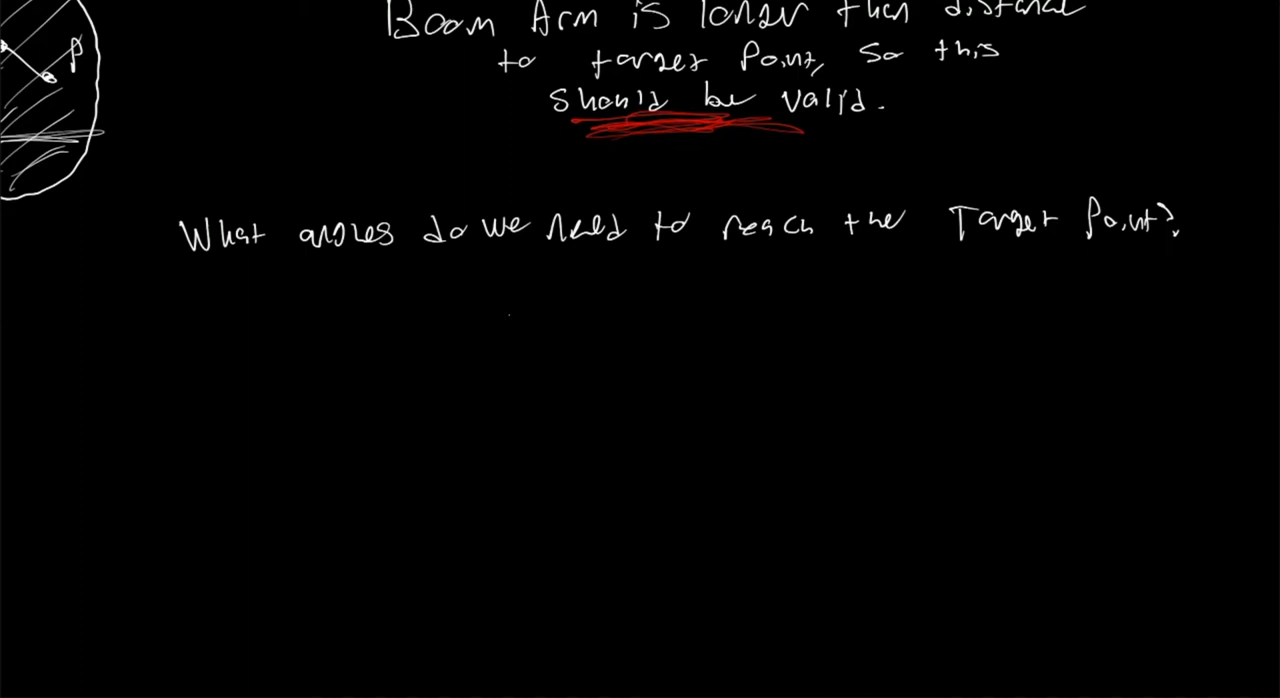 Boom Arm is longer than distance
P
to target Point, so this
should be valid.
What angles do we need to reach the Target Point?